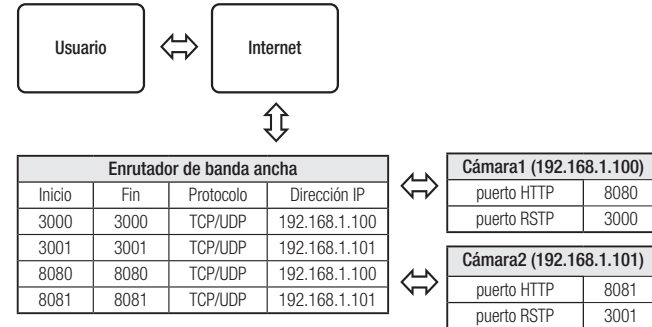 Usuario
Internet
Enrutador de banda ancha
Inicio Fin Protocolo Dirección IP
3000 3000 TCP/UDP 192.168.1.100
3001 3001 TCP/UDP 192.168.1.101
8080 8080 TCP/UDP 192.168.1.100
8081 8081 TCP/UDP 192.168.1.101
Cámara1 (192.168.1.100)
puerto HTTP 8080
puerto RSTP 3000
Cámara2 (192.168.1.101)
puerto HTTP 8081
puerto RSTP 3001